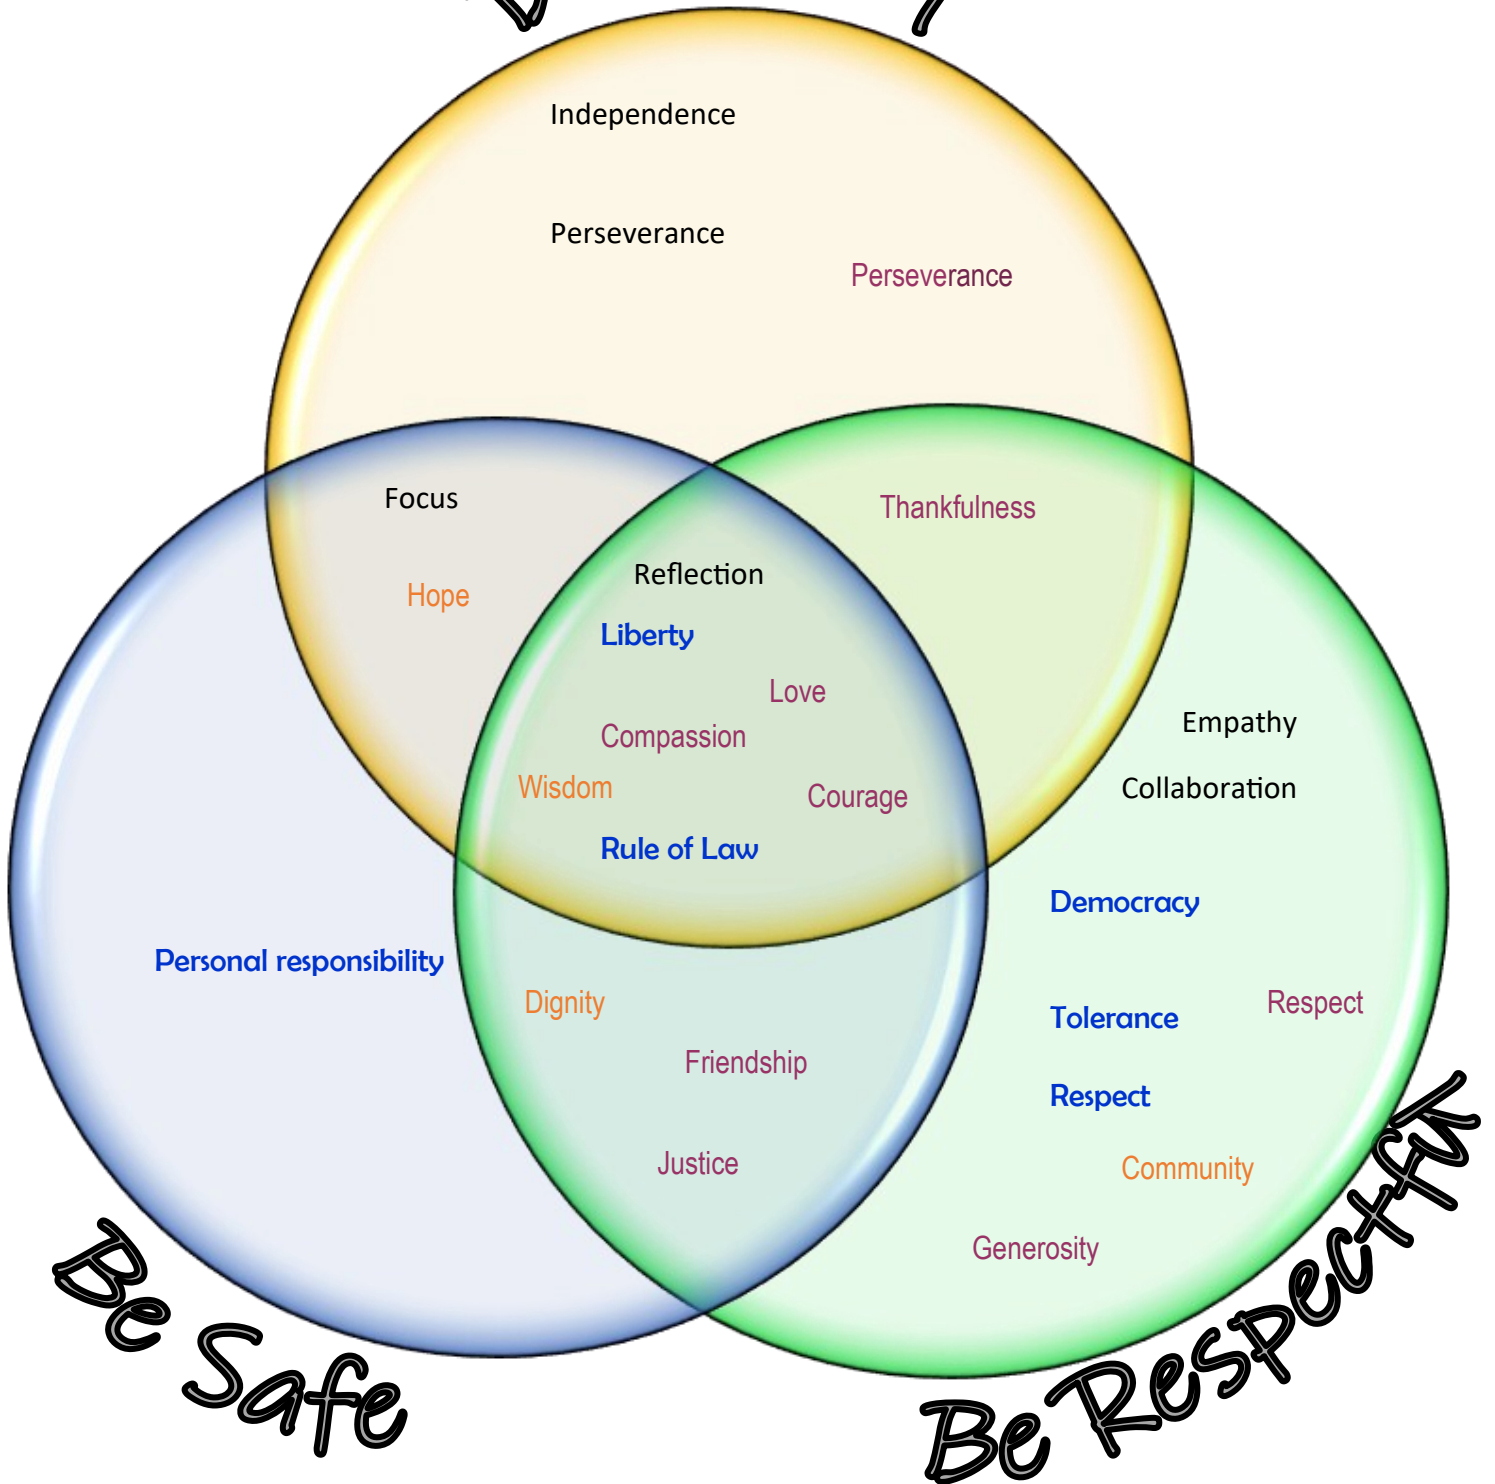 Independence
Perseverance
Perseverance
Focus
Thankfulness
Reflection
Hope
Liberty
Love
Empathy
Compassion
Wisdom
Courage
Collaboration
Rule of Law
Democracy
Personal responsibility
Dignity
Tolerance
Respect
Friendship
Respect
Justice
Community
Generosity
Be Safe
Be Respectful